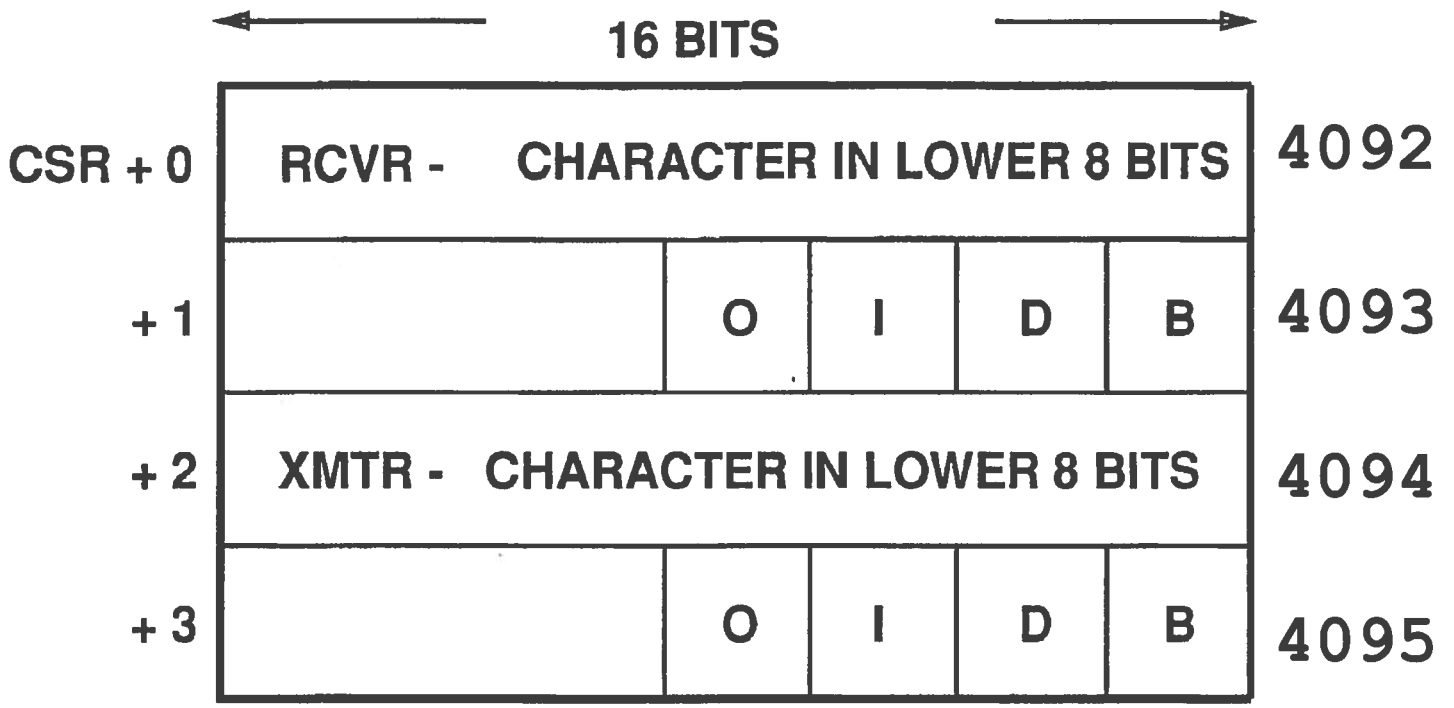 16 BITS
CSR + 0 RCVR - CHARACTER IN LOWER 8 BITS 4092
+ 1 O I D B 4093
+ 2 XMTR - CHARACTER IN LOWER 8 BITS 4094
+ 3 O I D B 4095